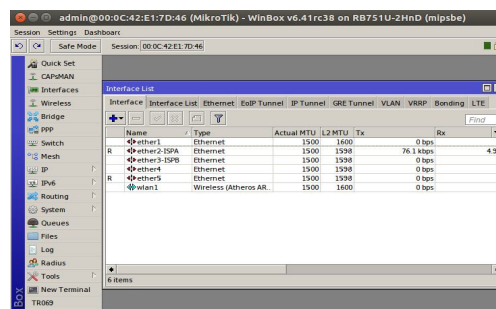 admin@00:0C:42:E1:7D:46 (MikroTik) - WinBox v6.41rc38 on RB751U-2HnD (mipsbe)
Session Settings Dashboard
Safe Mode Session: 00:0C:42:E1:7D:46
Quick Set
CAPsMAN
Interfaces
Wireless
Bridge
PPP
Switch
Mesh
IP
IPv6
Routing
System
Queues
Files
Log
Radius
Tools
New Terminal
TR069
Box
Interface List
Interface Interface List Ethernet EoIP Tunnel IP Tunnel GRE Tunnel VLAN VRRP Bonding LTE
Find
Name Type Actual MTU L2 MTU Tx Rx
ether1 Ethernet 1500 1600 0 bps
R ether2-ISPA Ethernet 1500 1598 76.1 kbps 4.9
ether3-ISPB Ethernet 1500 1598 0 bps
ether4 Ethernet 1500 1598 0 bps
R ether5 Ethernet 1500 1598 0 bps
wlan1 Wireless (Atheros AR.. 1500 1600 0 bps
6 items